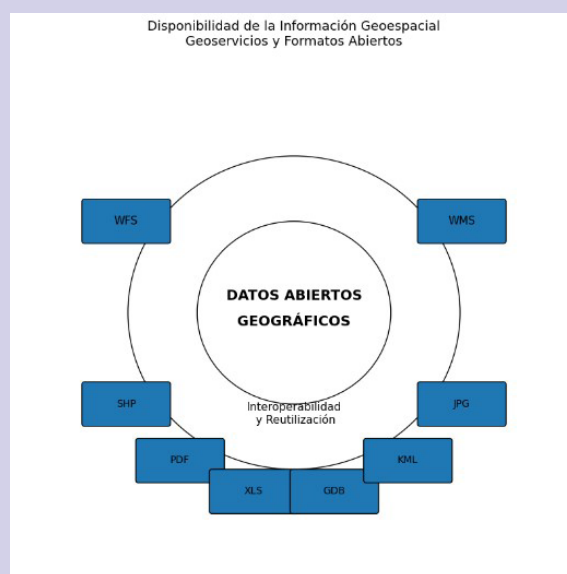 Disponibilidad de la Información Geoespacial
Geoservicios y Formatos Abiertos
WFS
WMS
DATOS ABIERTOS
GEOGRÁFICOS
SHP
Interoperabilidad
y Reutilización
JPG
PDF
KML
XLS
GDB